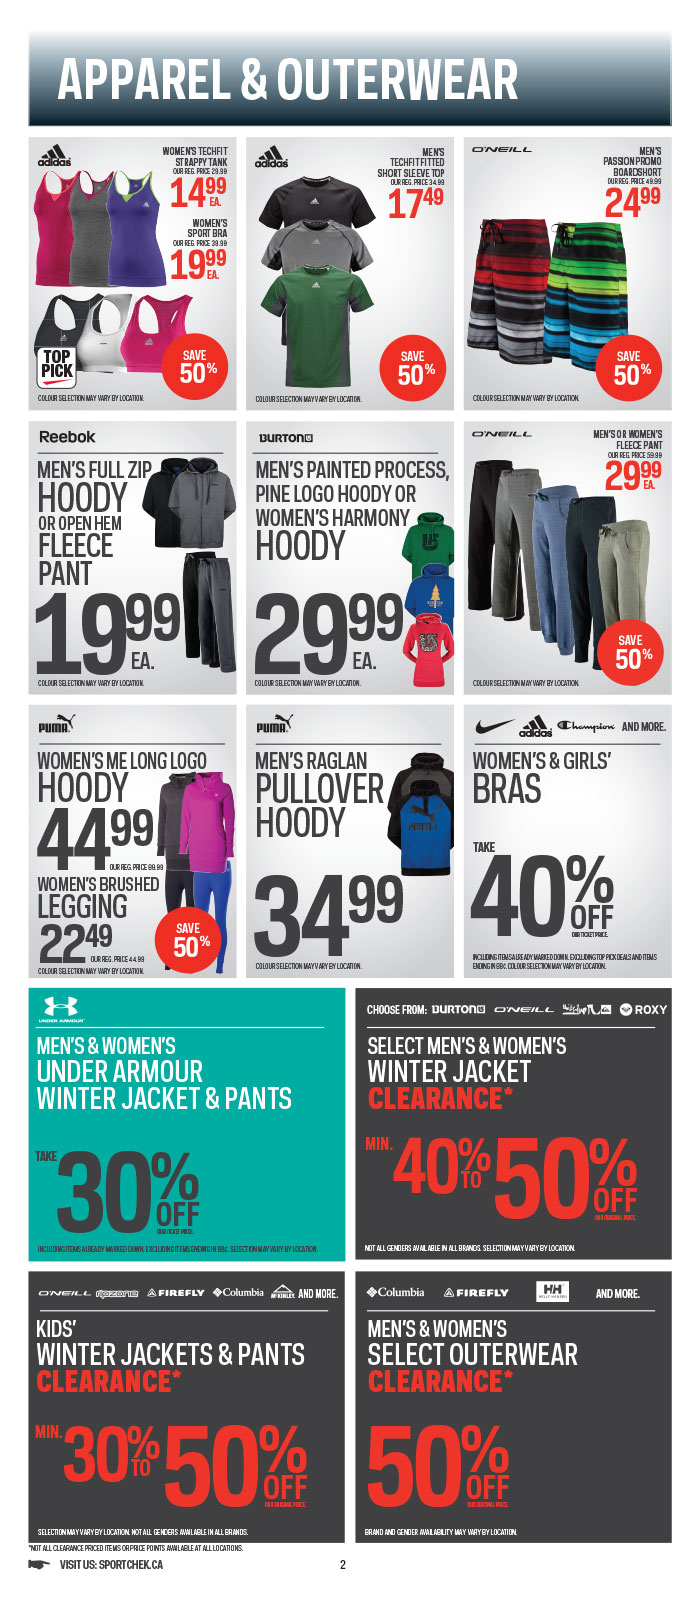 APPAREL & OUTERWEAR
adidas
WOMEN'S TECHFIT
STRAPPY TANK
OUR REG. PRICE 29.99
14.99
EA.
WOMEN'S
SPORT BRA
OUR REG. PRICE 39.99
19.99
EA.
TOP
PICK
SAVE
50%
COLOUR SELECTION MAY VARY BY LOCATION.
adidas
MEN'S
TECHFIT FITTED
SHORT SLEEVE TOP
OUR REG. PRICE 34.99
17.49
SAVE
50%
COLOUR SELECTION MAY VARY BY LOCATION.
O'NEILL
MEN'S
PASSION PROMO
BOARDSHORT
OUR REG. PRICE 49.99
24.99
SAVE
50%
COLOUR SELECTION MAY VARY BY LOCATION.
Reebok
MEN'S FULL ZIP
HOODY
OR OPEN HEM
FLEECE
PANT
19.99
EA.
COLOUR SELECTION MAY VARY BY LOCATION.
BURTON
MEN'S PAINTED PROCESS,
PINE LOGO HOODY OR
WOMEN'S HARMONY
HOODY
29.99
EA.
COLOUR SELECTION MAY VARY BY LOCATION.
O'NEILL
MEN'S OR WOMEN'S
FLEECE PANT
OUR REG. PRICE 59.99
29.99
EA.
SAVE
50%
COLOUR SELECTION MAY VARY BY LOCATION.
PUMA
WOMEN'S ME LONG LOGO
HOODY
44.99
OUR REG. PRICE 89.99
WOMEN'S BRUSHED
LEGGING
22.49
OUR REG. PRICE 44.99
SAVE
50%
COLOUR SELECTION MAY VARY BY LOCATION.
PUMA
MEN'S RAGLAN
PULLOVER
HOODY
34.99
COLOUR SELECTION MAY VARY BY LOCATION.
adidas Champion AND MORE.
WOMEN'S & GIRLS'
BRAS
TAKE
40% OFF
OUR TICKET PRICE.
INCLUDING ITEMS ALREADY MARKED DOWN. EXCLUDING TOP PICK DEALS AND ITEMS
ENDING IN 88¢. COLOUR SELECTION MAY VARY BY LOCATION.
UNDER ARMOUR
MEN'S & WOMEN'S
UNDER ARMOUR
WINTER JACKET & PANTS
TAKE
30% OFF
OUR TICKET PRICE.
INCLUDING ITEMS ALREADY MARKED DOWN. EXCLUDING ITEMS ENDING IN 88¢. SELECTION MAY VARY BY LOCATION.
CHOOSE FROM: BURTON O'NEILL Quiksilver ROXY
SELECT MEN'S & WOMEN'S
WINTER JACKET
CLEARANCE*
MIN. 40% TO 50% OFF
OUR ORIGINAL PRICE.
NOT ALL GENDERS AVAILABLE IN ALL BRANDS. SELECTION MAY VARY BY LOCATION.
O'NEILL RIPZONE FIREFLY Columbia McKINLEY AND MORE.
KIDS'
WINTER JACKETS & PANTS
CLEARANCE*
MIN. 30% TO 50% OFF
OUR ORIGINAL PRICE.
SELECTION MAY VARY BY LOCATION. NOT ALL GENDERS AVAILABLE IN ALL BRANDS.
Columbia FIREFLY HH HELLY HANSEN AND MORE.
MEN'S & WOMEN'S
SELECT OUTERWEAR
CLEARANCE*
50% OFF
OUR ORIGINAL PRICE.
BRAND AND GENDER AVAILABILITY MAY VARY BY LOCATION.
*NOT ALL CLEARANCE PRICED ITEMS OR PRICE POINTS AVAILABLE AT ALL LOCATIONS.
VISIT US: SPORTCHEK.CA
2